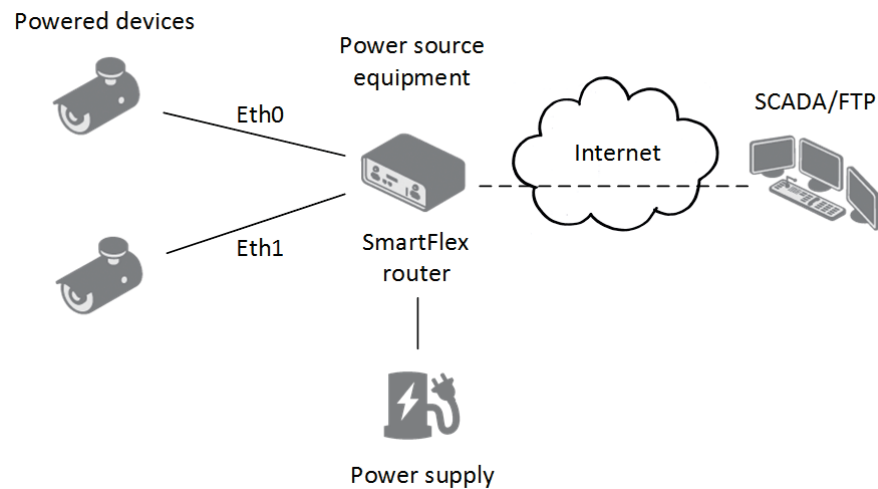 Powered devices
Power source
equipment
SCADA/FTP
Eth0
Internet
Eth1
SmartFlex
router
Power supply